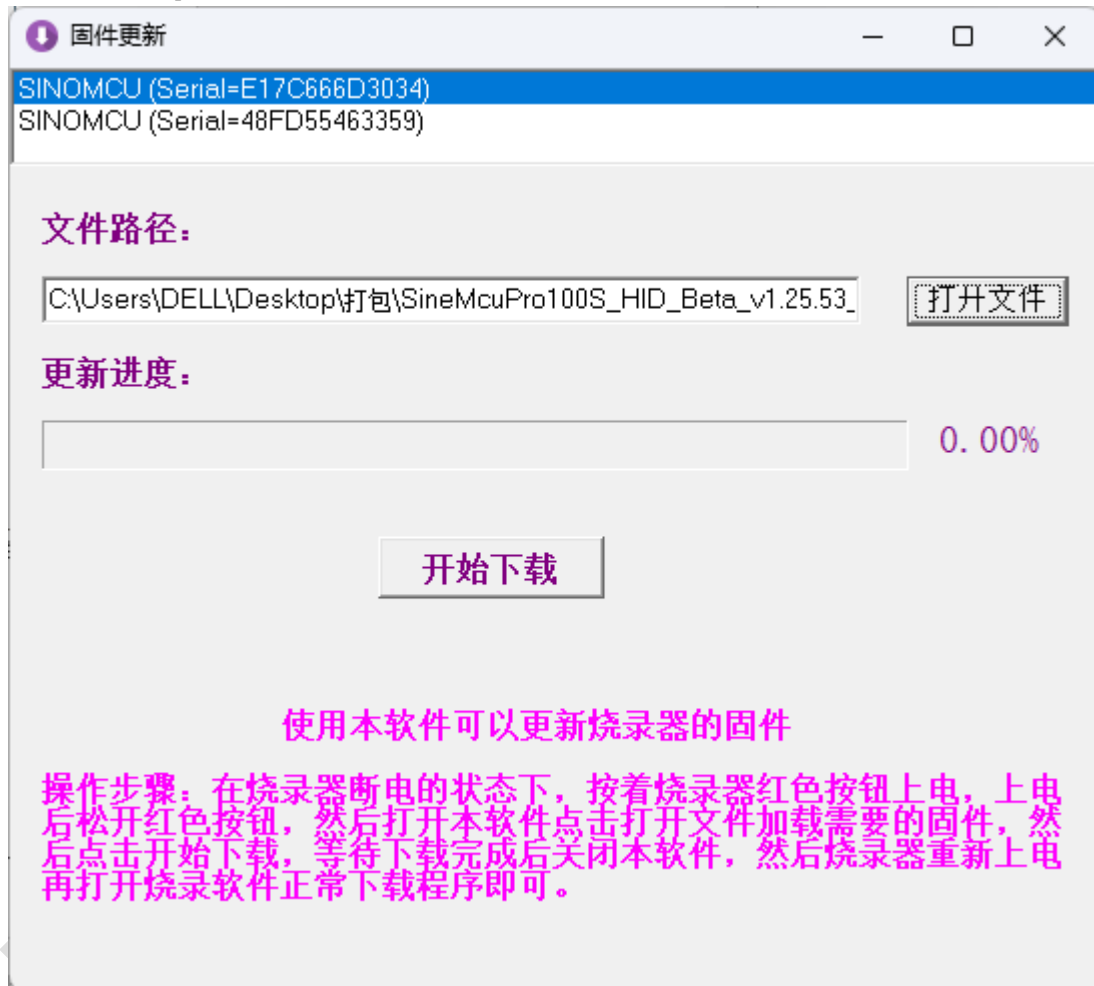 固件更新
SINOMCU (Serial=E17C666D3034)
SINOMCU (Serial=48FD55463359)
文件路径：
C:\Users\DELL\Desktop\打包\SineMcuPro100S_HID_Beta_v1.25.53_
打开文件
更新进度：
0.00%
开始下载
使用本软件可以更新烧录器的固件
操作步骤：在烧录器断电的状态下，按着烧录器红色按钮上电，上电
后松开红色按钮，然后打开本软件点击打开文件加载需要的固件，然
后点击开始下载，等待下载完成后关闭本软件，然后烧录器重新上电
再打开烧录软件正常下载程序即可。